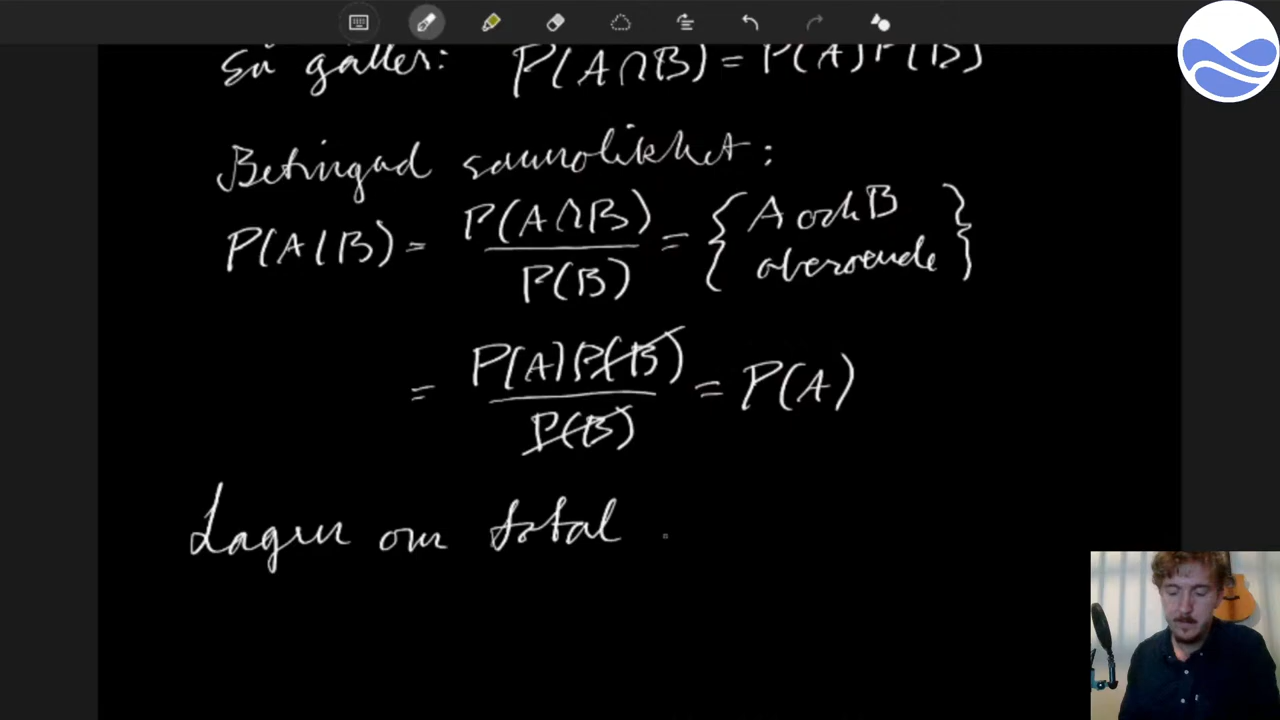 Så gäller: P(A∩B) = P(A)P(B)
Betingad sannolikhet:
P(A|B) = P(A∩B) / P(B) = { A och B oberoende }
= P(A)P(B) / P(B) = P(A)
Lagen om total